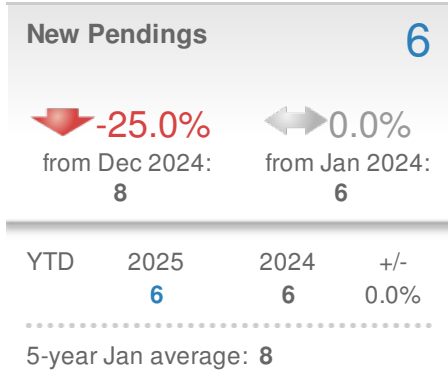 New Pendings 6
-25.0% 0.0%
from Dec 2024: from Jan 2024:
8 6
YTD 2025 2024 +/-
6 6 0.0%
5-year Jan average: 8